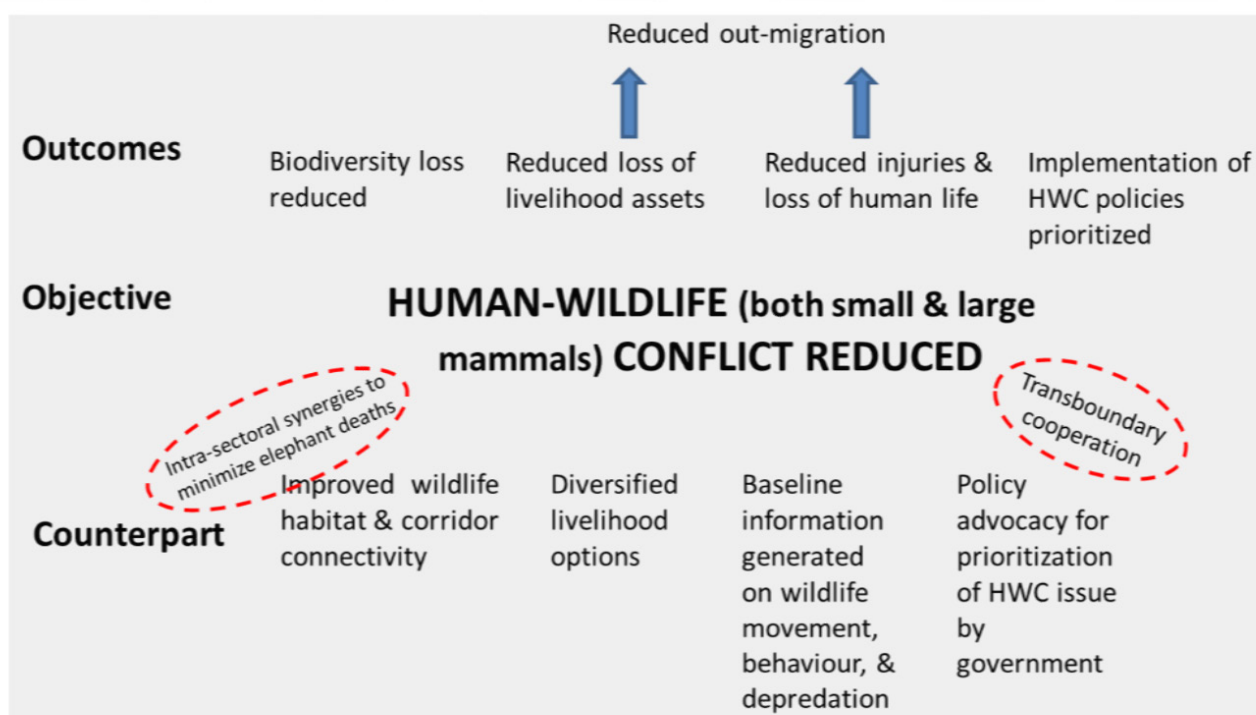 Reduced out-migration
Outcomes
Biodiversity loss
reduced
Reduced loss of
livelihood assets
Reduced injuries &
loss of human life
Implementation of
HWC policies
prioritized
Objective
HUMAN-WILDLIFE (both small & large
mammals) CONFLICT REDUCED
Intra-sectoral synergies to
minimize elephant deaths
Transboundary
cooperation
Counterpart
Improved wildlife
habitat & corridor
connectivity
Diversified
livelihood
options
Baseline
information
generated
on wildlife
movement,
behaviour, &
depredation
Policy
advocacy for
prioritization
of HWC issue
by
government